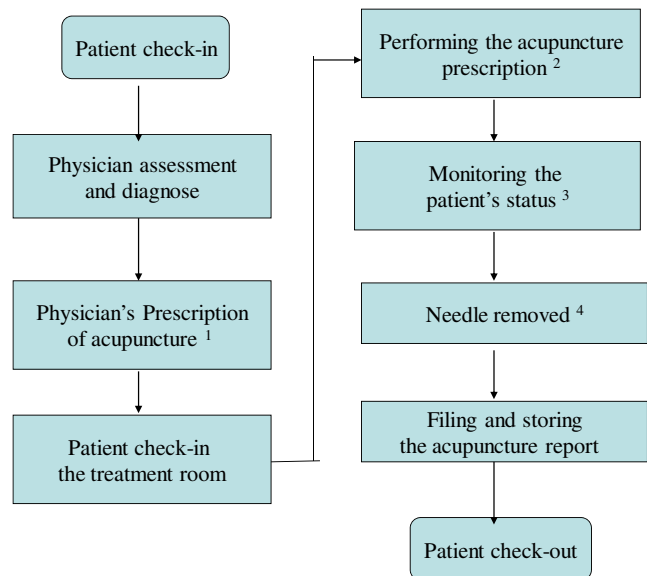 Patient check-in
Physician assessment
and diagnose
Physician's Prescription
of acupuncture 1
Patient check-in
the treatment room
Performing the acupuncture
prescription 2
Monitoring the
patient's status 3
Needle removed 4
Filing and storing
the acupuncture report
Patient check-out